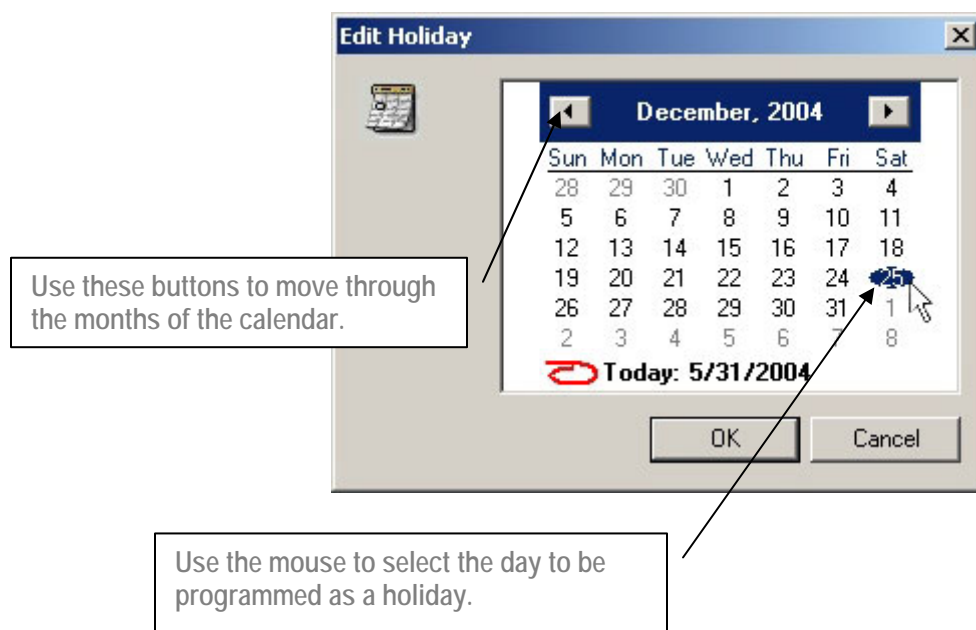 Edit Holiday
December, 2004
Sun Mon Tue Wed Thu Fri Sat
28 29 30 1 2 3 4
5 6 7 8 9 10 11
12 13 14 15 16 17 18
19 20 21 22 23 24 25
26 27 28 29 30 31 1
2 3 4 5 6 7 8
Today: 5/31/2004
OK Cancel
Use these buttons to move through
the months of the calendar.
Use the mouse to select the day to be
programmed as a holiday.